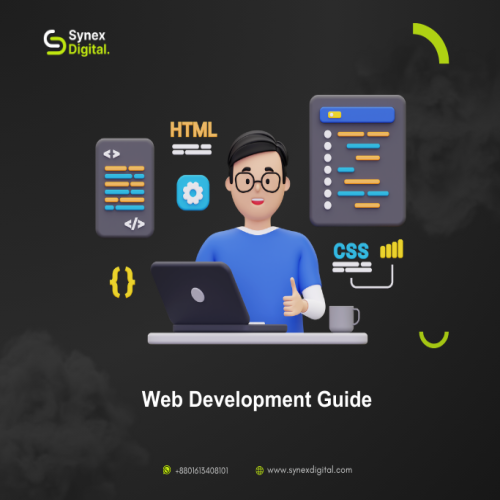 Synex
Digital.
HTML
<>
</>
CSS
{}
Web Development Guide
+8801613408101
www.synexdigital.com